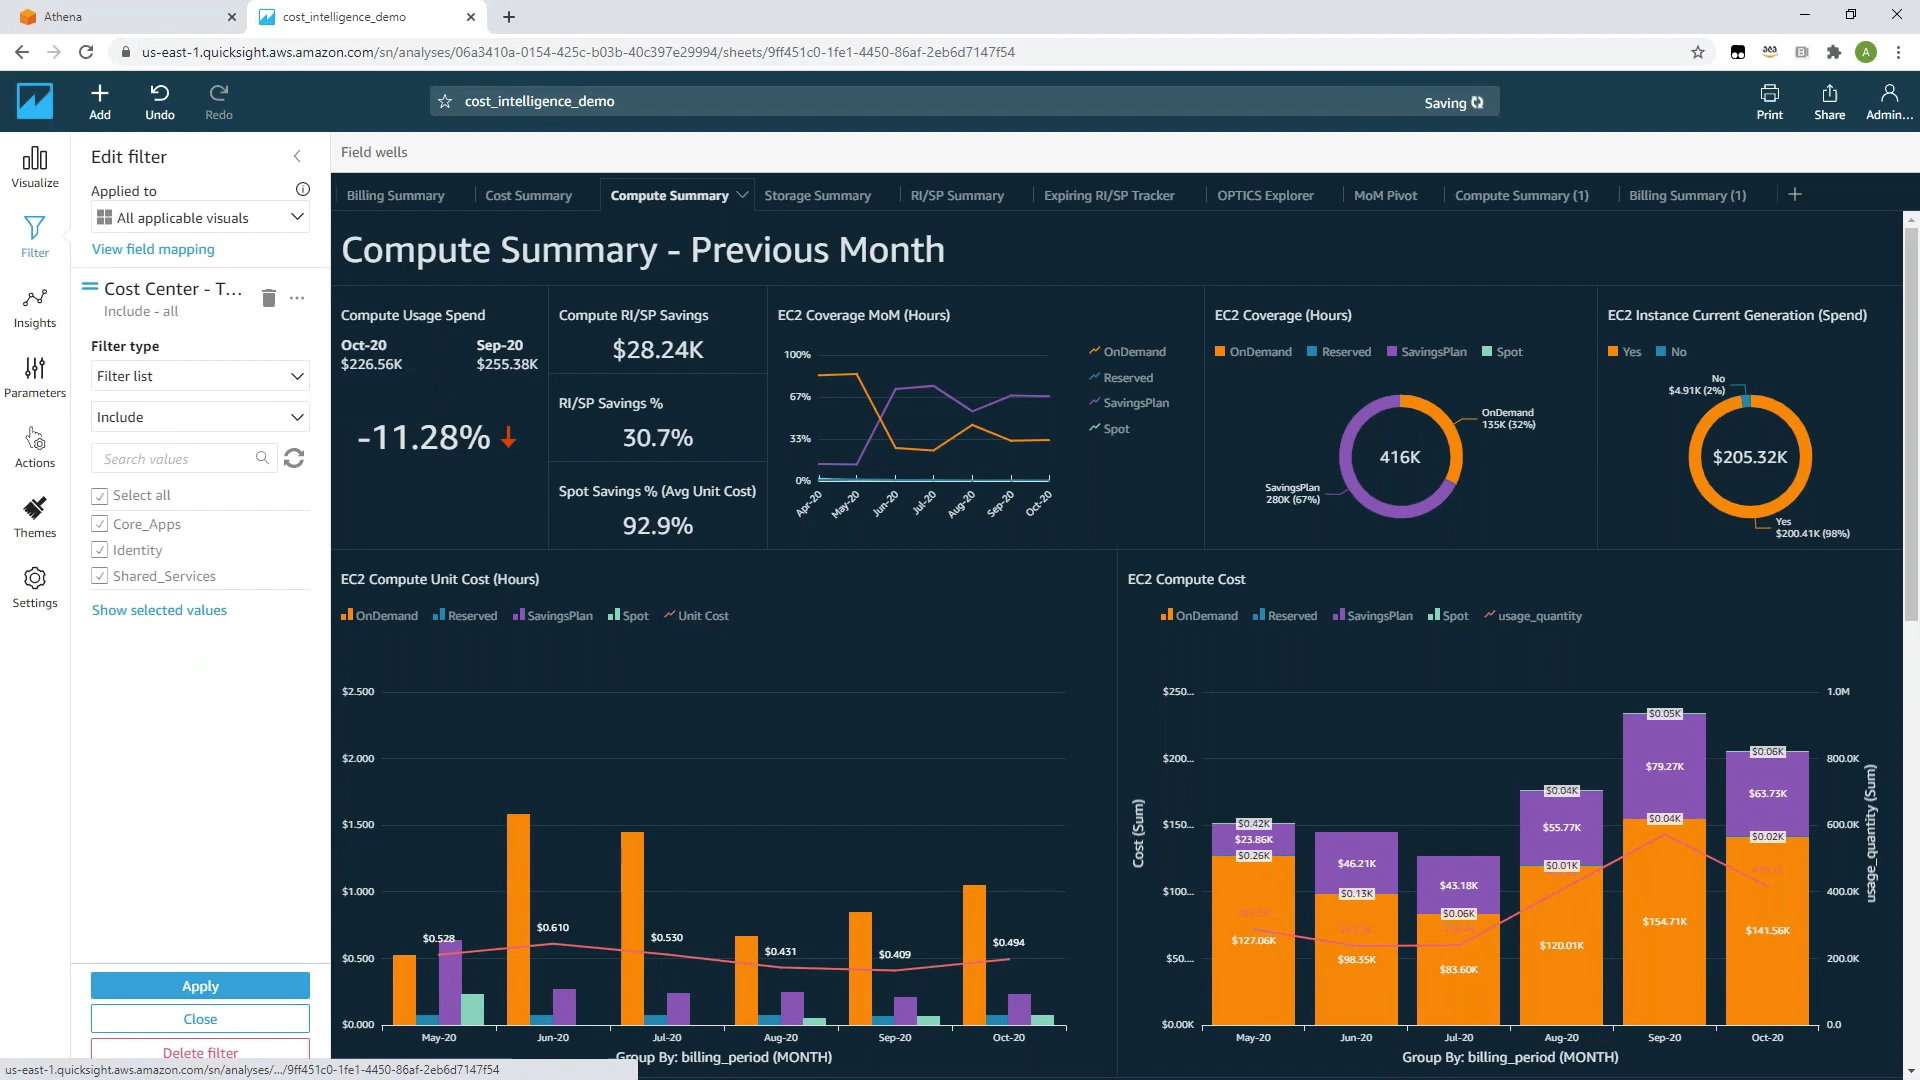 Athena
cost_intelligence_demo
us-east-1.quicksight.aws.amazon.com/sn/analyses/06a3410a-0154-425c-b03b-40c397e29994/sheets/9ff451c0-1fe1-4450-86af-2eb6d7147f54
A
Add
Undo
Redo
cost_intelligence_demo
Saving
Print
Share
Admin...
Visualize
Filter
Insights
Parameters
Actions
Themes
Settings
Edit filter
Applied to
All applicable visuals
View field mapping
Cost Center - T...
Include - all
Filter type
Filter list
Include
Search values
Select all
Core_Apps
Identity
Shared_Services
Show selected values
Apply
Close
Delete filter
us-east-1.quicksight.aws.amazon.com/sn/analyses/.../9ff451c0-1fe1-4450-86af-2eb6d7147f54
Field wells
Billing Summary
Cost Summary
Compute Summary
Storage Summary
RI/SP Summary
Expiring RI/SP Tracker
OPTICS Explorer
MoM Pivot
Compute Summary (1)
Billing Summary (1)
Compute Summary - Previous Month
Compute Usage Spend
Oct-20 Sep-20
$226.56K $255.38K
-11.28%
Compute RI/SP Savings
$28.24K
RI/SP Savings %
30.7%
Spot Savings % (Avg Unit Cost)
92.9%
EC2 Coverage MoM (Hours)
100%
67%
33%
0%
Apr-20
May-20
Jun-20
Jul-20
Aug-20
Sep-20
Oct-20
OnDemand
Reserved
SavingsPlan
Spot
EC2 Coverage (Hours)
OnDemand Reserved SavingsPlan Spot
OnDemand
135K (32%)
416K
SavingsPlan
280K (67%)
EC2 Instance Current Generation (Spend)
Yes No
No
$4.91K (2%)
$205.32K
Yes
$200.41K (98%)
EC2 Compute Unit Cost (Hours)
OnDemand Reserved SavingsPlan Spot Unit Cost
$2.500
$2.000
$1.500
$1.000
$0.500
$0.000
$0.528
$0.610
$0.530
$0.431
$0.409
$0.494
May-20 Jun-20 Jul-20 Aug-20 Sep-20 Oct-20
Group By: billing_period (MONTH)
EC2 Compute Cost
OnDemand Reserved SavingsPlan Spot usage_quantity
Cost (Sum)
$250...
$200...
$150...
$100...
$50....
$0.00K
$0.42K
$23.86K
$0.26K
$127.06K
$46.21K
$0.13K
$98.35K
$43.18K
$0.06K
$83.60K
$0.04K
$55.77K
$0.01K
$120.01K
$0.05K
$79.27K
$0.04K
$154.71K
$0.06K
$63.73K
$0.02K
$141.56K
1.0M
800.0K
600.0K
400.0K
200.0K
0.0
usage_quantity (Sum)
May-20 Jun-20 Jul-20 Aug-20 Sep-20 Oct-20
Group By: billing_period (MONTH)